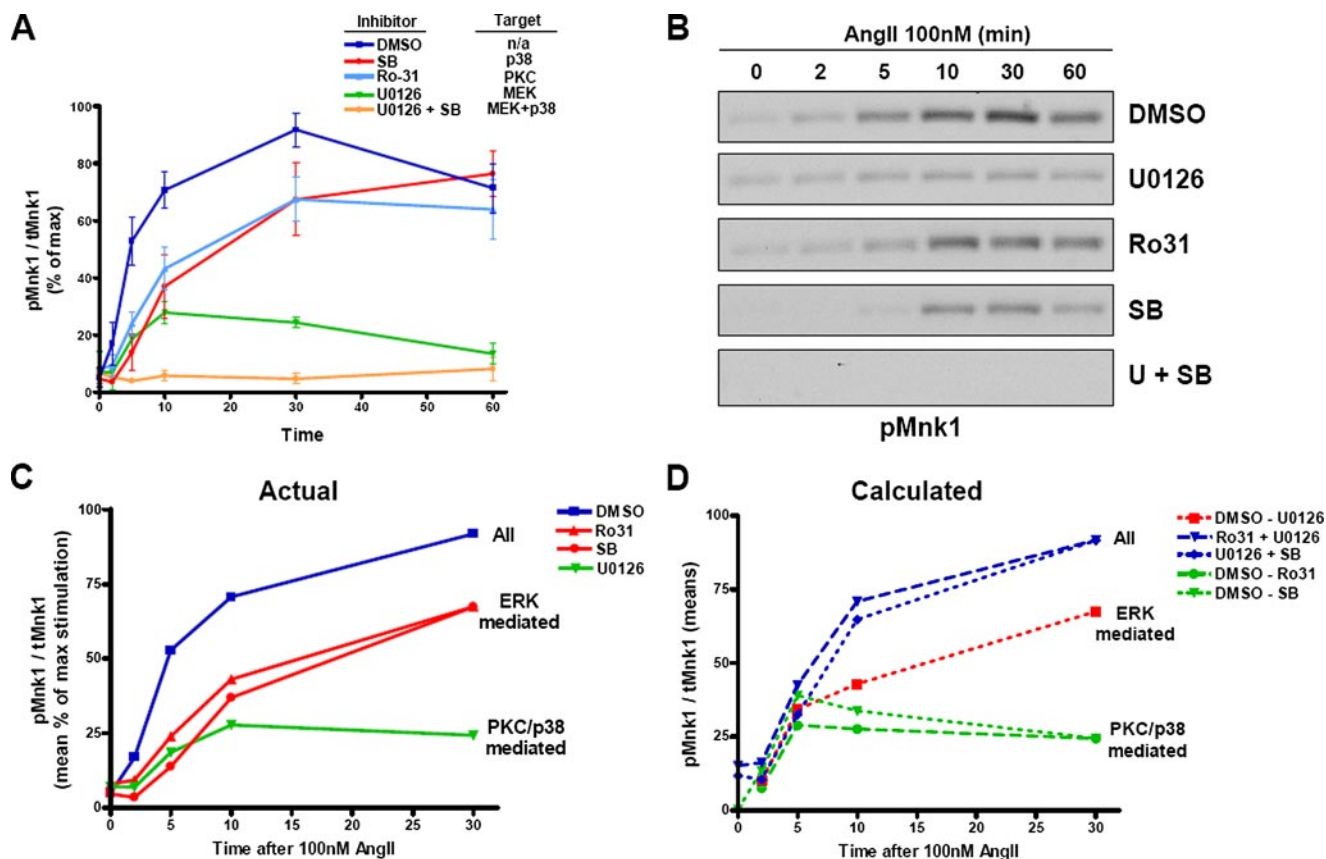 A
Inhibitor Target
DMSO n/a
SB p38
Ro-31 PKC
U0126 MEK
U0126 + SB MEK+p38
pMnk1 / tMnk1
(% of max)
100
80
60
40
20
0
0 10 20 30 40 50 60
Time
B
AngII 100nM (min)
0 2 5 10 30 60
DMSO
U0126
Ro31
SB
U + SB
pMnk1
C
Actual
pMnk1 / tMnk1
(mean % of max stimulation)
100
75
50
25
0
0 5 10 15 20 25 30
Time after 100nM AngII
DMSO
Ro31
SB
U0126
All
ERK
mediated
PKC/p38
mediated
D
Calculated
pMnk1 / tMnk1 (means)
100
75
50
25
0
0 5 10 15 20 25 30
Time after 100nM AngII
DMSO - U0126
Ro31 + U0126
U0126 + SB
DMSO - Ro31
DMSO - SB
All
ERK
mediated
PKC/p38
mediated